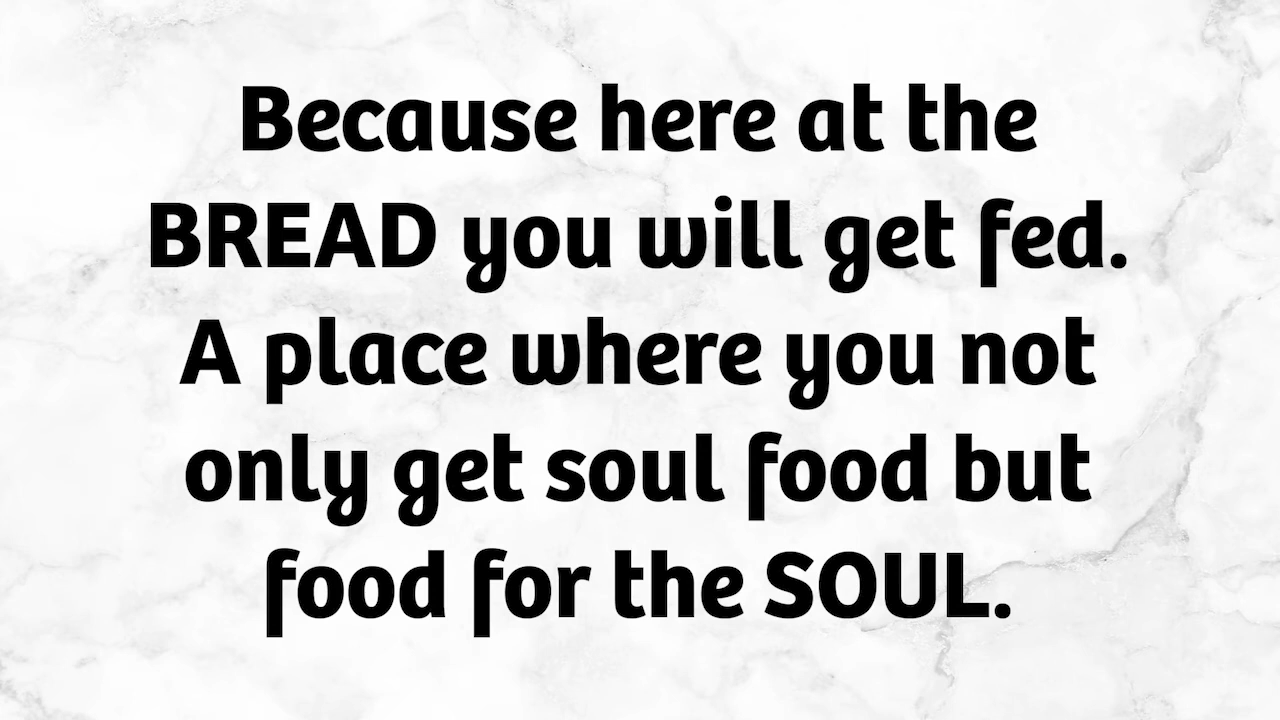 Because here at the
BREAD you will get fed.
A place where you not
only get soul food but
food for the SOUL.